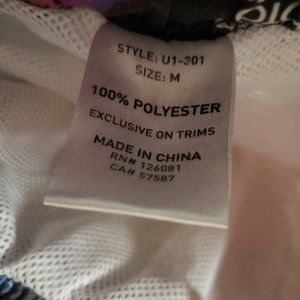 STYLE: U1-301
SIZE: M
100% POLYESTER
EXCLUSIVE ON TRIMS
MADE IN CHINA
RN# 126081
CA# 57587